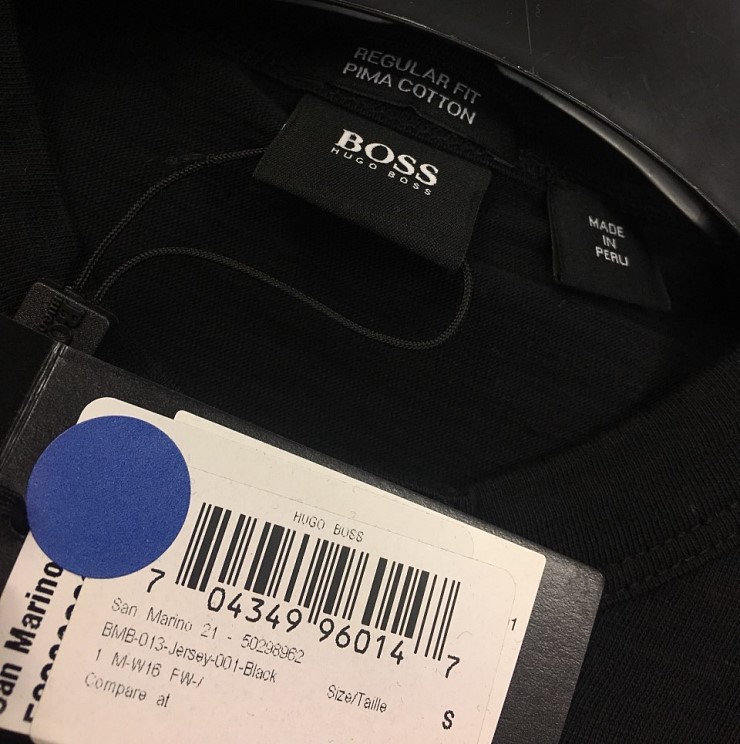 REGULAR FIT
PIMA COTTON
BOSS
HUGO BOSS
MADE
IN
PERU
HUGO BOSS
7 04349 96014 7
San Marino 21 - 50298962
BMB-013-Jersey-001-Black
1 M-W16 FW-/
Compare at
Size/Taille
S
San Marino